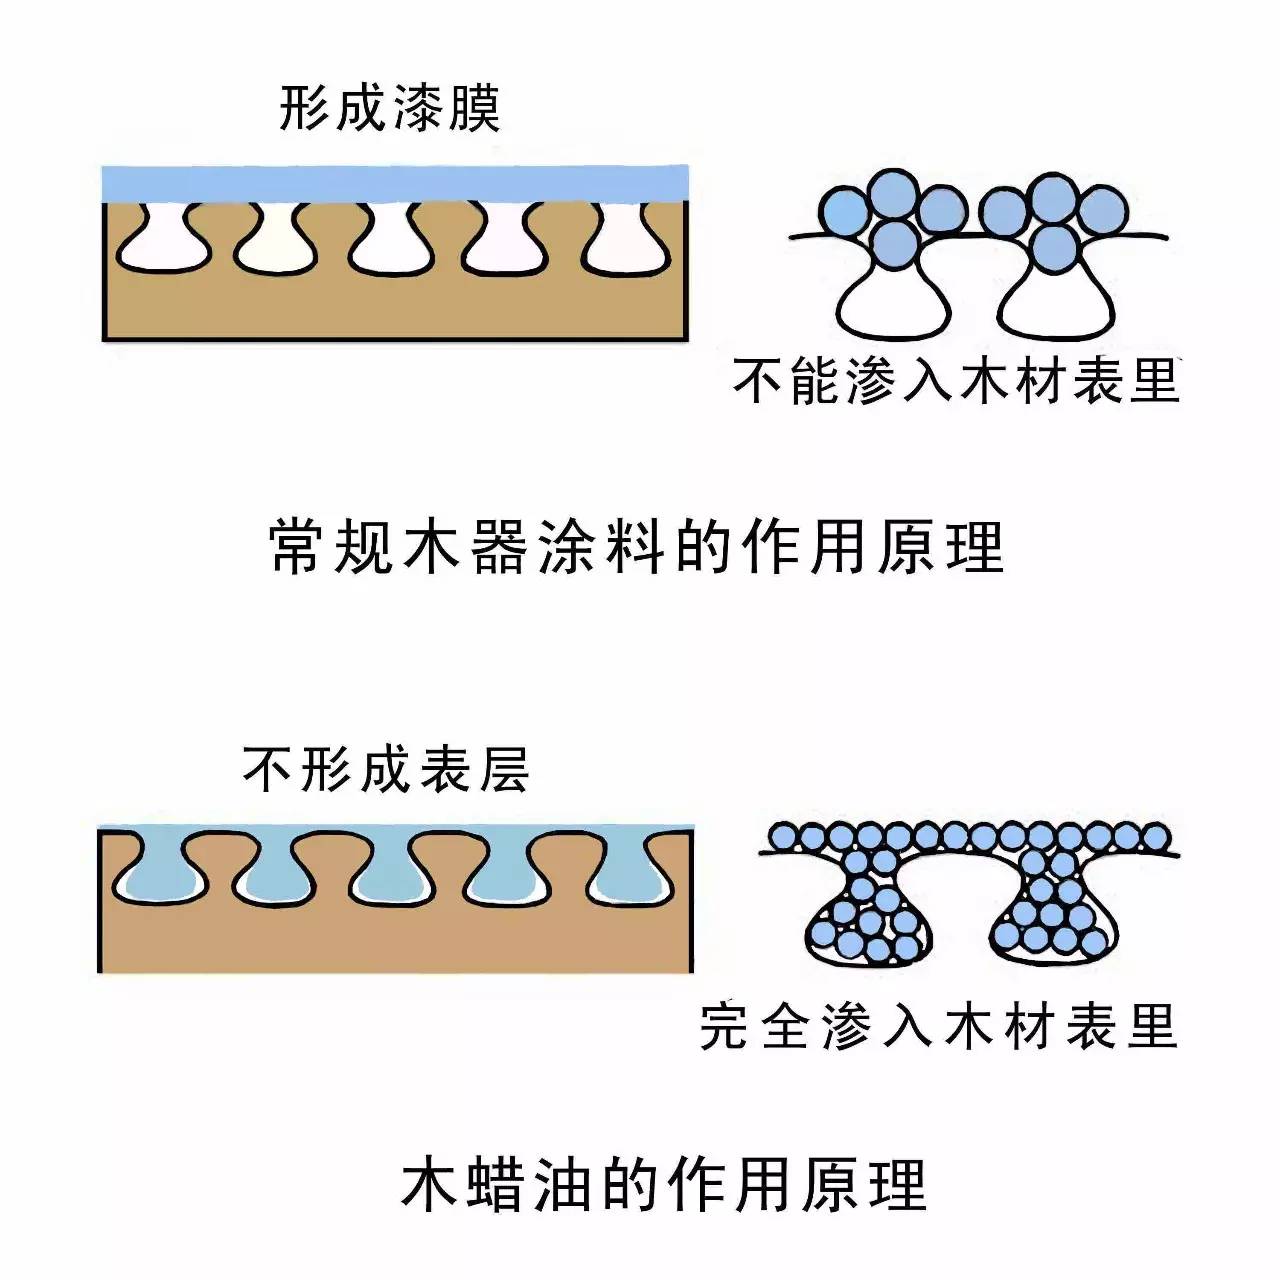 形成漆膜
不能渗入木材表里
常规木器涂料的作用原理
不形成表层
完全渗入木材表里
木蜡油的作用原理